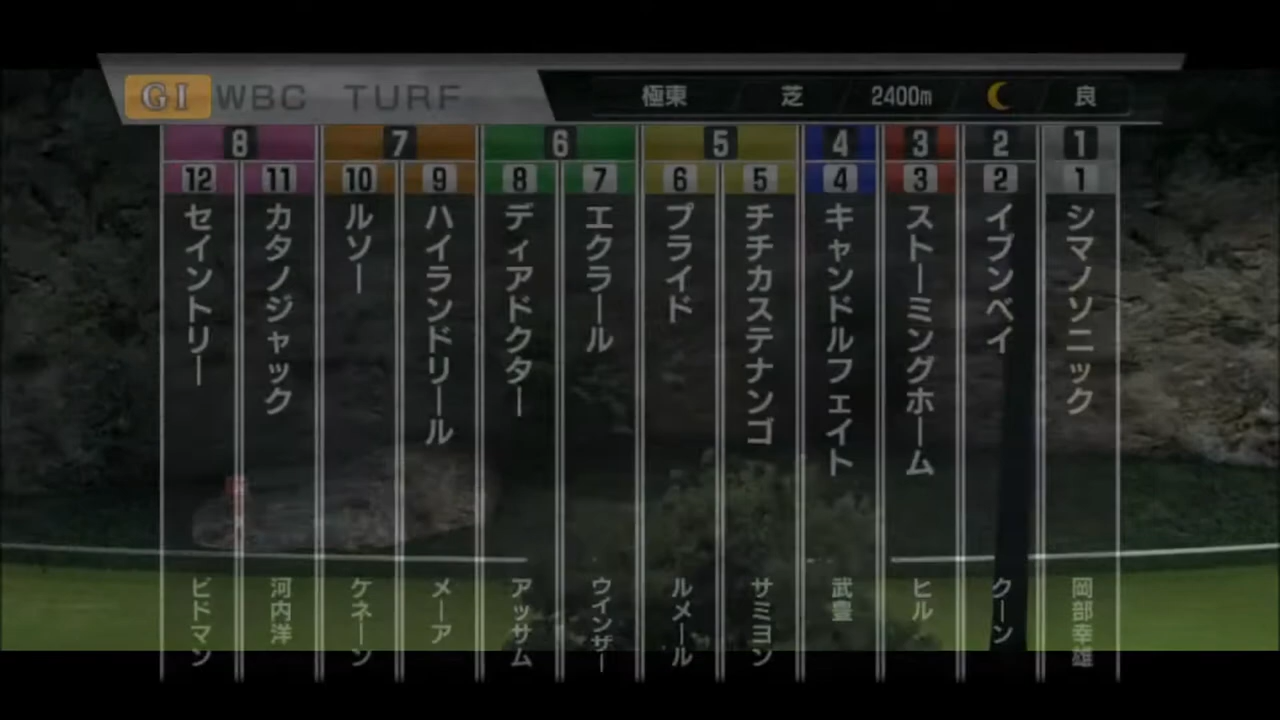 GI WBC TURF 極東 芝 2400m 良
1 1 シマノソニック 岡部幸雄
2 2 イブンベイ クーン
3 3 ストーミングホーム ヒル
4 4 キャンドルフェイト 武豊
5 5 チチカステナンゴ サミヨン
6 プライド ルメール
6 7 エクラール ウィンザー
8 ディアドクター アッサム
7 9 ハイランドリール メーア
10 ルソー ケネーン
8 11 カタノジャック 河内洋
12 セイントリー ビドマン